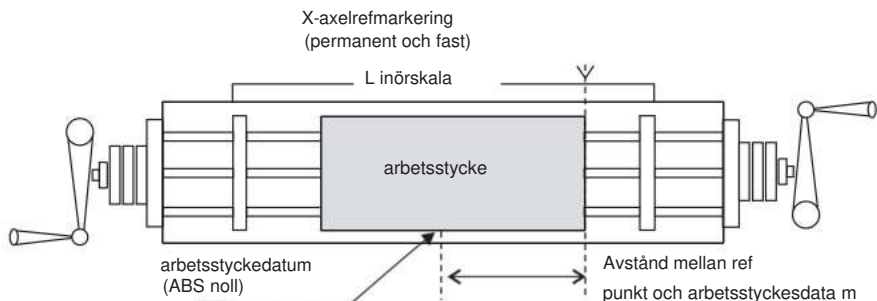 X-axelrefmarkering
(permanent och fast)
L inörskala
arbetsstycke
arbetsstyckedatum
(ABS noll)
Avstånd mellan ref
punkt och arbetsstyckesdata m